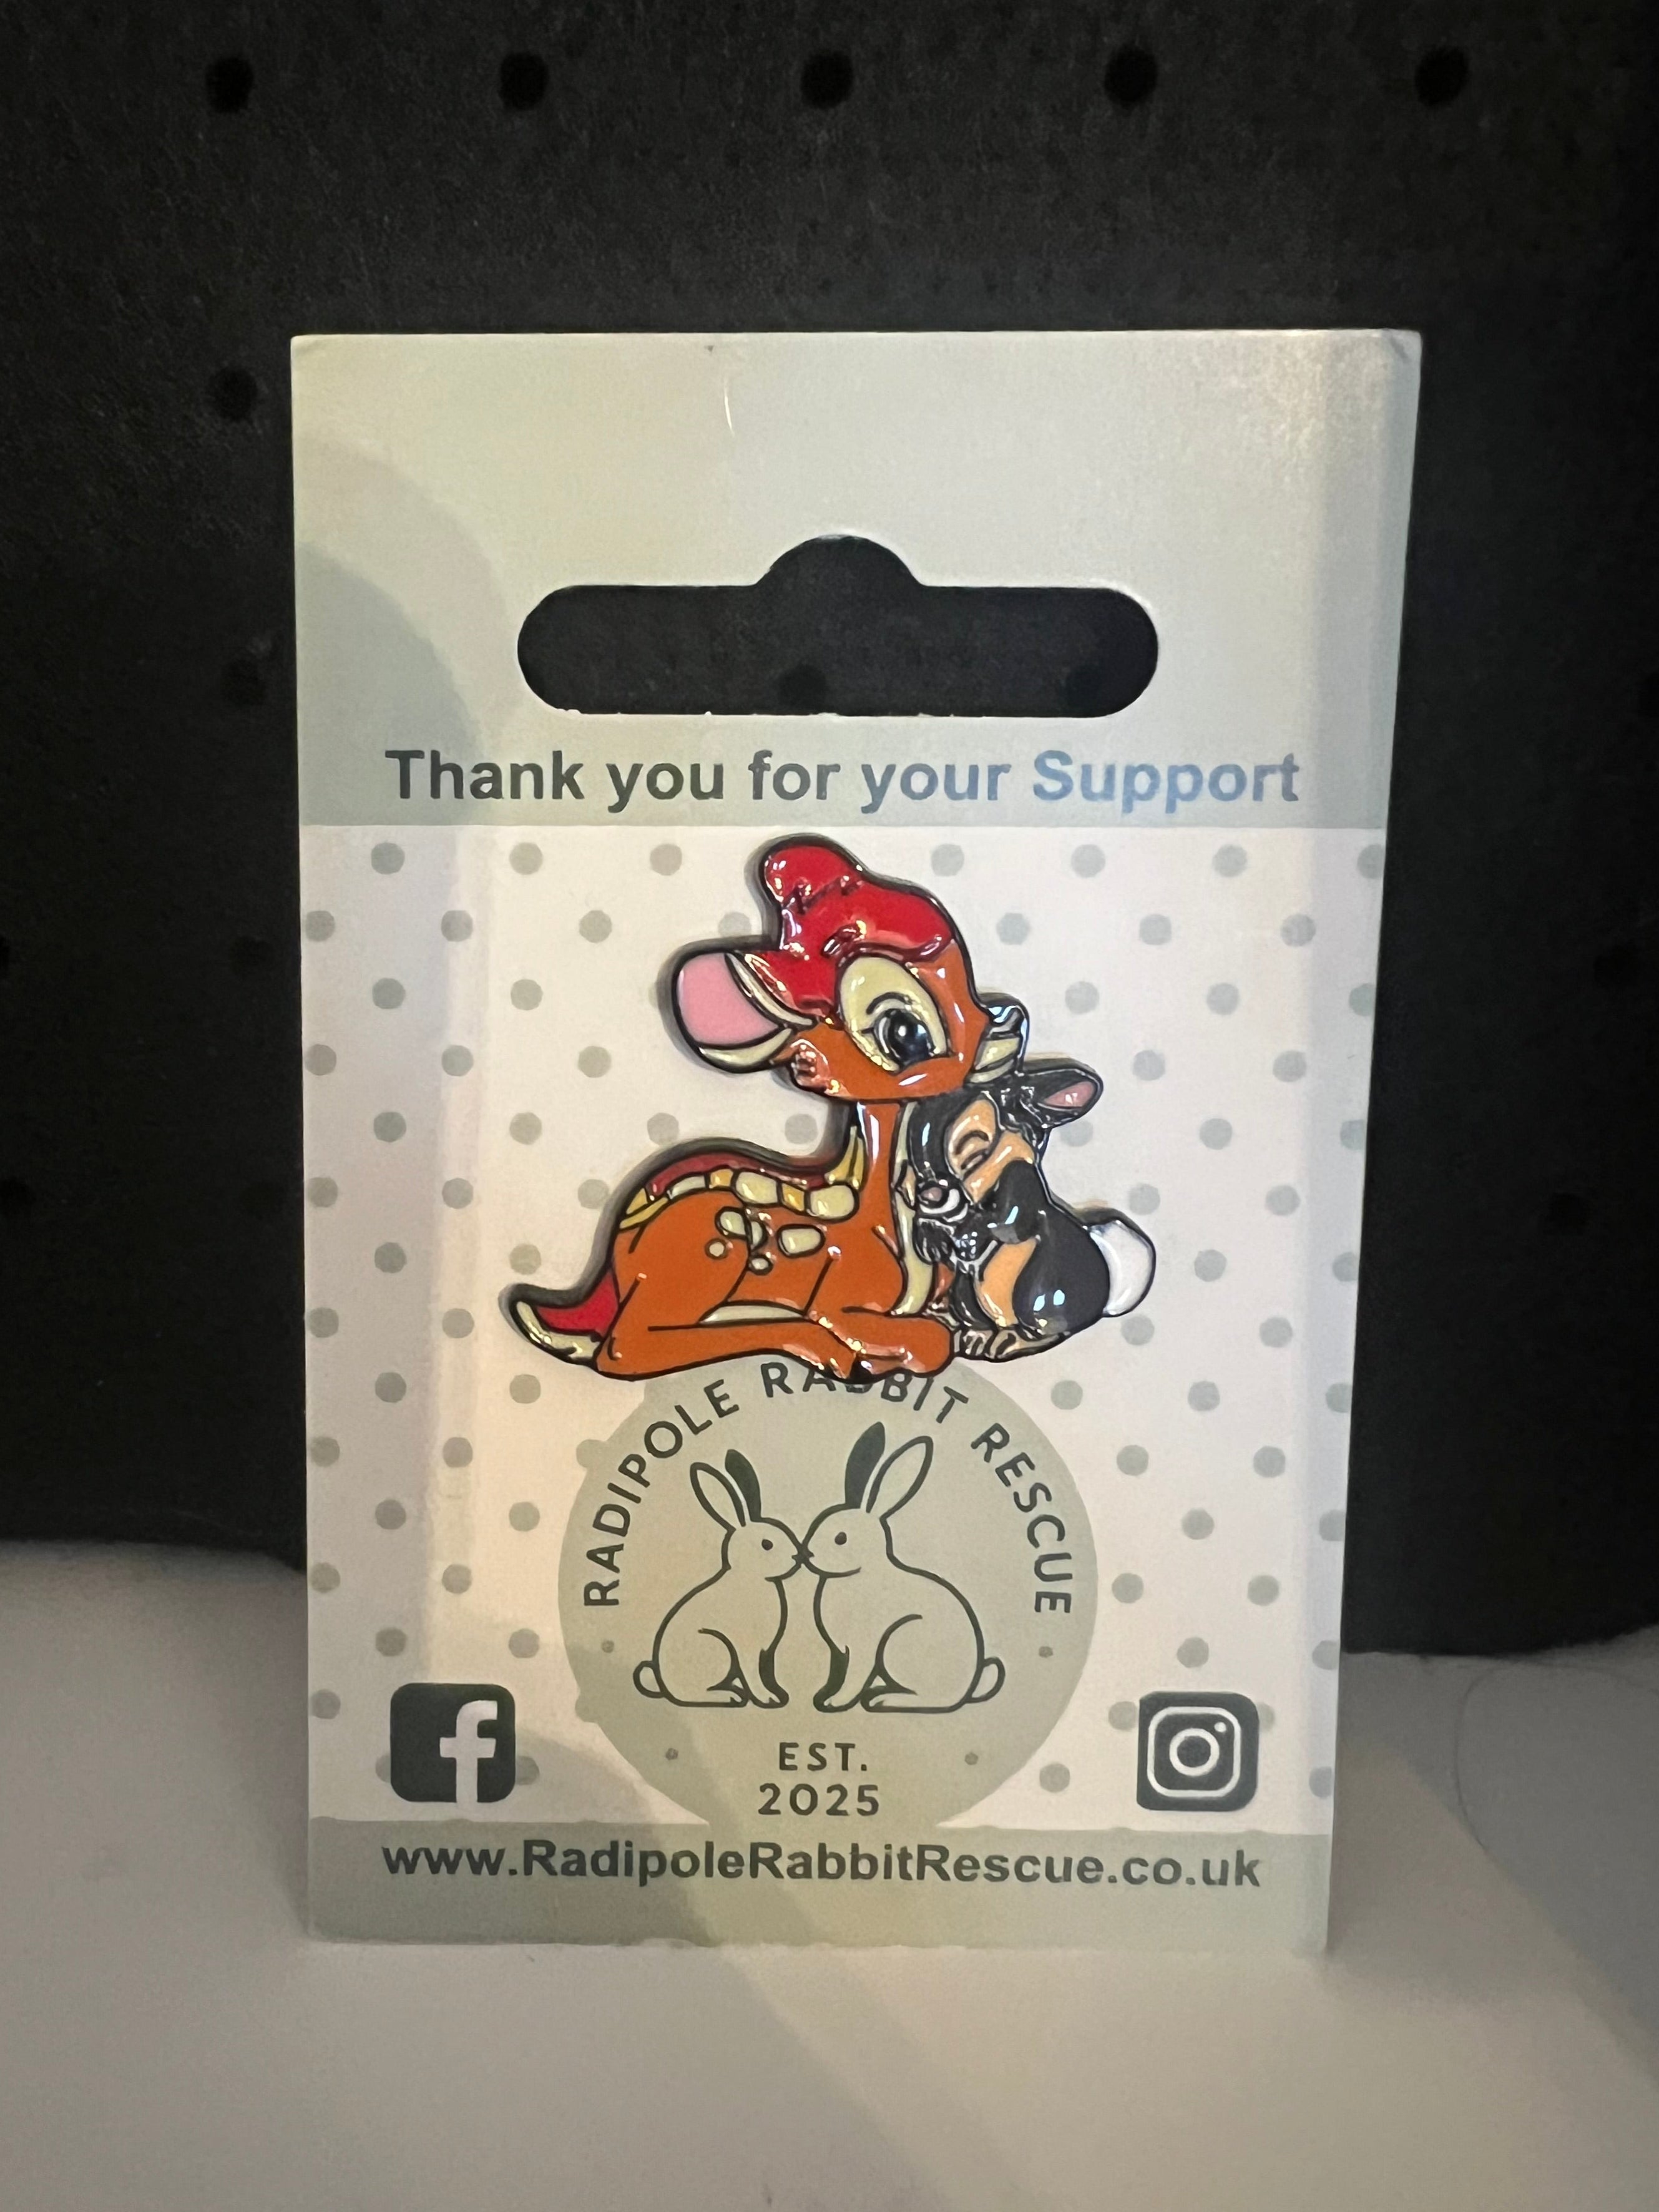 Thank you for your Support
RADIPOLE RABBIT RESCUE
EST.
2025
www.RadipoleRabbitRescue.co.uk